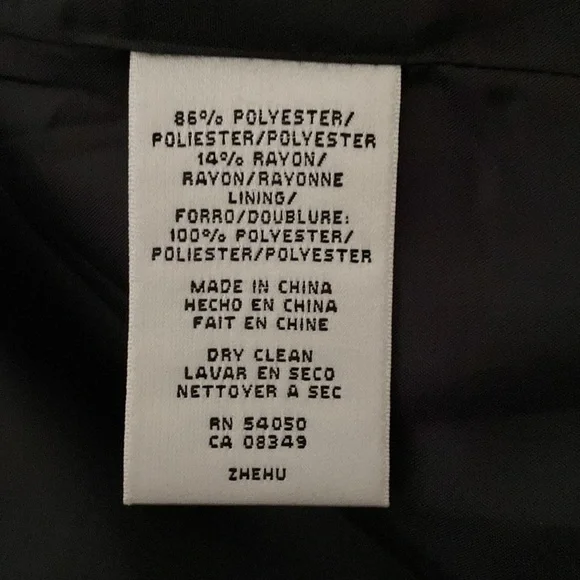 86% POLYESTER/
POLIESTER/POLYESTER
14% RAYON/
RAYON/RAYONNE
LINING/
FORRO/DOUBLURE:
100% POLYESTER/
POLIESTER/POLYESTER
MADE IN CHINA
HECHO EN CHINA
FAIT EN CHINE
DRY CLEAN
LAVAR EN SECO
NETTOYER A SEC
RN 54050
CA 08349
ZHEHU